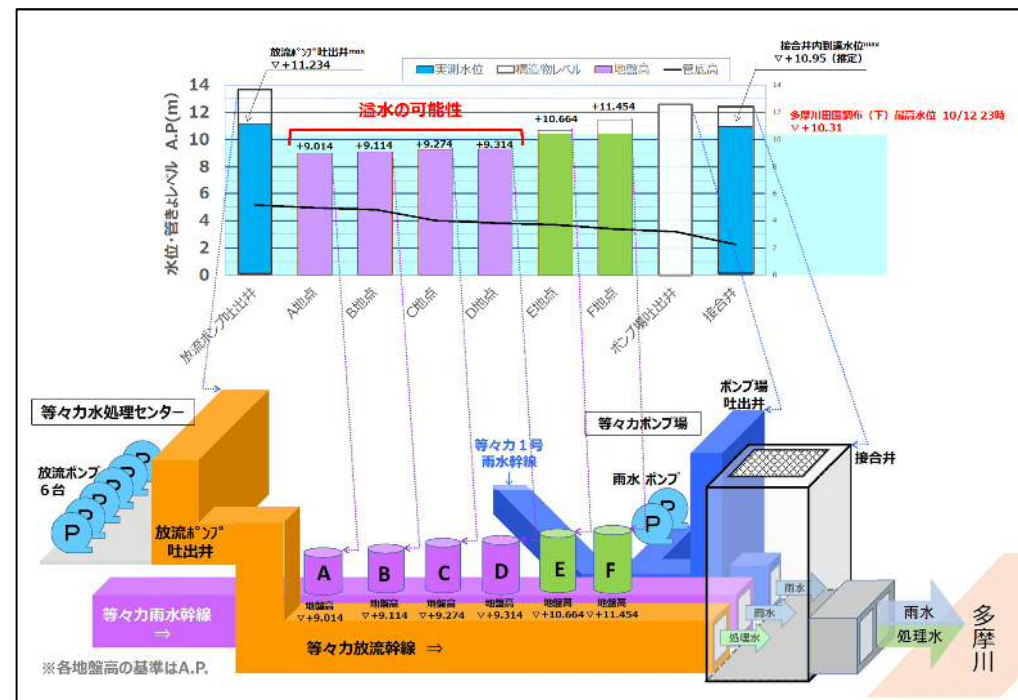 放流ﾎﾟﾝﾌﾟ吐出井max
▽+11.234
接合井内到達水位max
▽+10.95（推定）
実測水位
構造物レベル
地盤高
管底高
溢水の可能性
多摩川田園調布（下）最高水位 10/12 23時
▽+10.31
水位・管きょレベル A.P(m)
14
12
10
8
6
4
2
0
14
12
10
8
6
4
2
0
+9.014
+9.114
+9.274
+9.314
+10.664
+11.454
放流ポンプ吐出井
A地点
B地点
C地点
D地点
E地点
F地点
ポンプ場吐出井
接合井
等々力水処理センター
放流ポンプ
６台
P
P
P
P
P
P
放流ﾎﾟﾝﾌﾟ
吐出井
等々力１号
雨水幹線
等々力ポンプ場
雨水 ポンプ
P
P
ポンプ場
吐出井
接合井
A
B
C
D
E
F
地盤高
▽+9.014
地盤高
▽+9.114
地盤高
▽+9.274
地盤高
▽+9.314
地盤高
▽+10.664
地盤高
▽+11.454
等々力雨水幹線
⇒
等々力放流幹線 ⇒
処理水
雨水
雨水
雨水
処理水
多摩川
※各地盤高の基準はA.P.